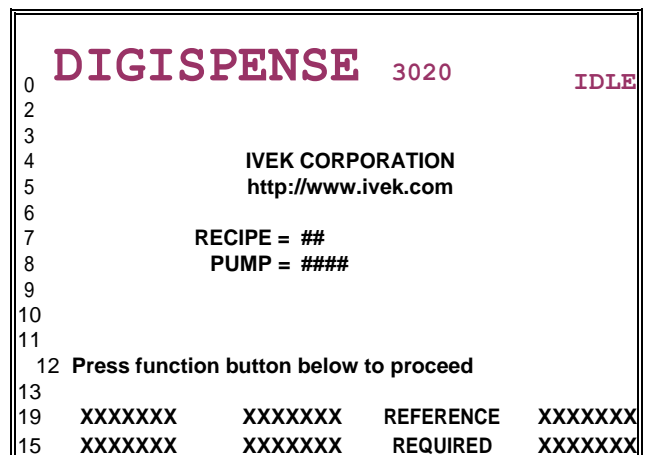 0 DIGISPENSE 3020 IDLE
2
3
4 IVEK CORPORATION
5 http://www.ivek.com
6
7 RECIPE = ##
8 PUMP = ####
9
10
11
12 Press function button below to proceed
13
19 XXXXXXX XXXXXXX REFERENCE XXXXXXX
15 XXXXXXX XXXXXXX REQUIRED XXXXXXX